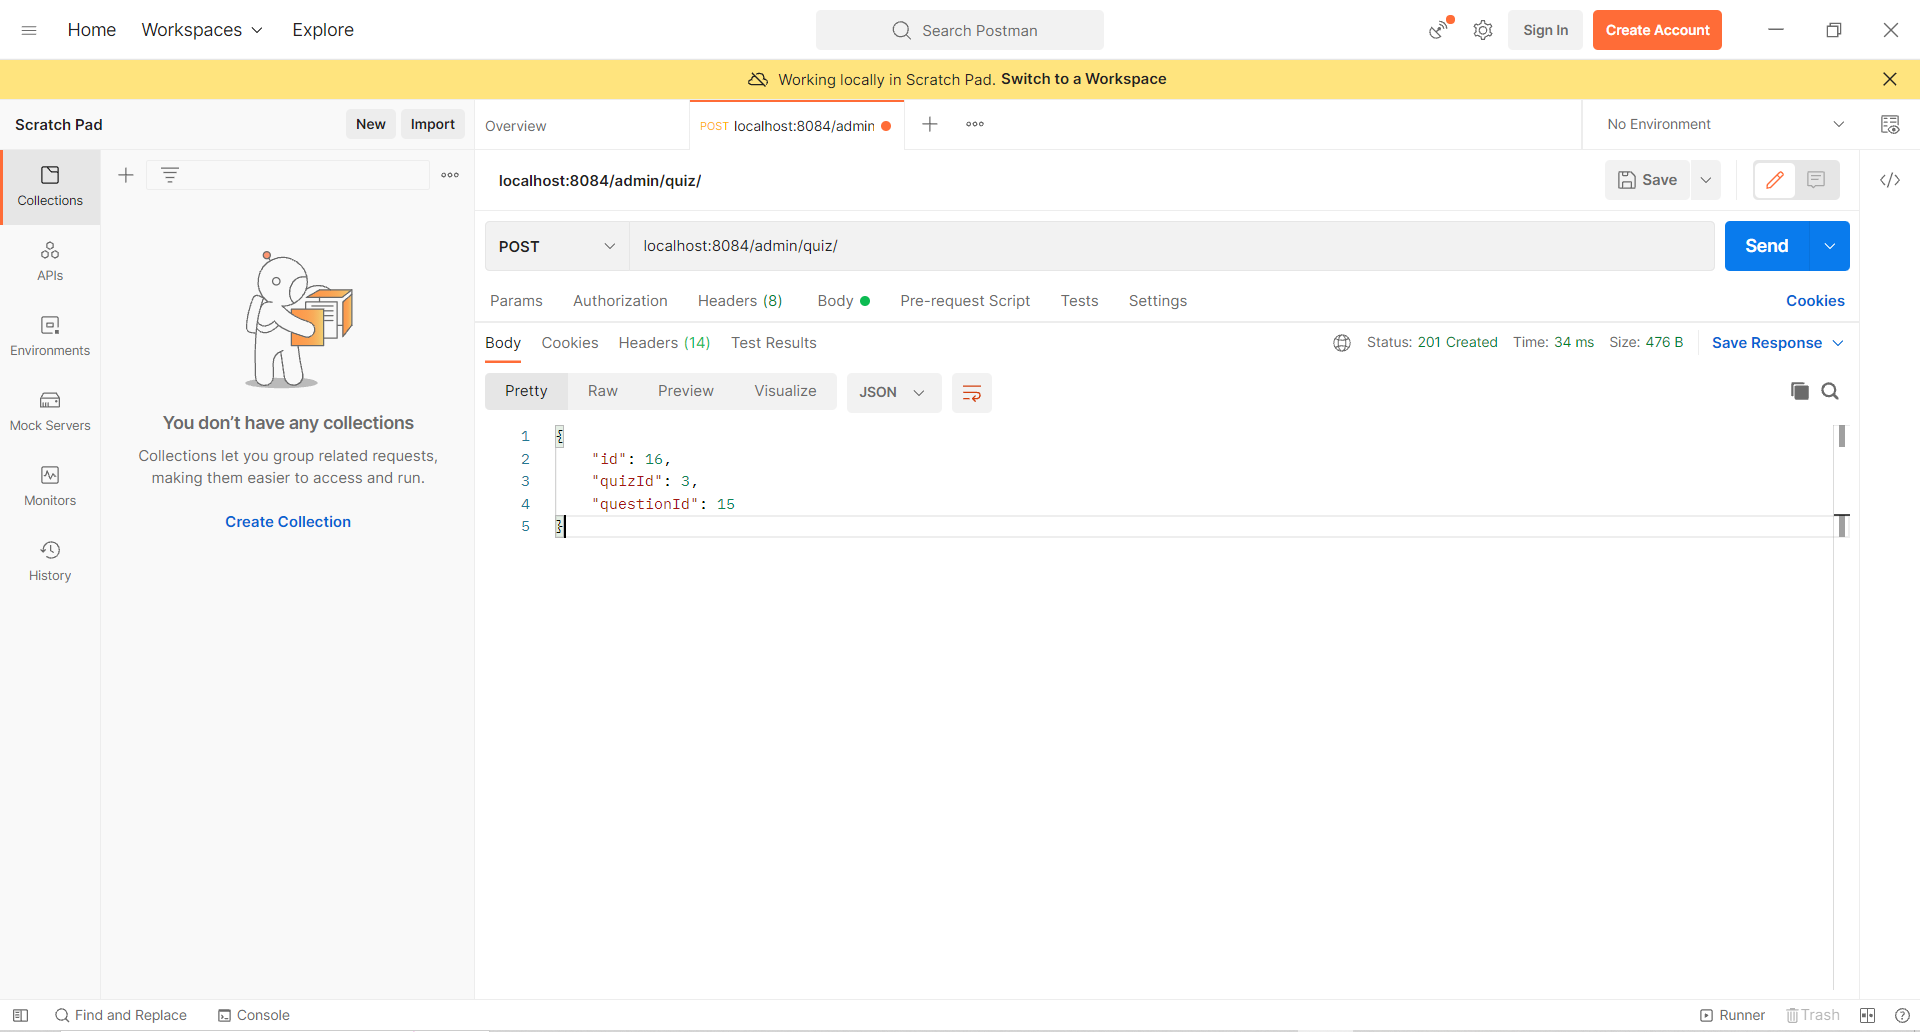 Home Workspaces Explore Search Postman Sign In Create Account
Working locally in Scratch Pad. Switch to a Workspace
Scratch Pad New Import Overview POST localhost:8084/admin No Environment
Collections
APIs
Environments
Mock Servers
Monitors
History
You don’t have any collections
Collections let you group related requests,
making them easier to access and run.
Create Collection
localhost:8084/admin/quiz/ Save
POST localhost:8084/admin/quiz/ Send
Params Authorization Headers (8) Body Pre-request Script Tests Settings Cookies
Body Cookies Headers (14) Test Results Status: 201 Created Time: 34 ms Size: 476 B Save Response
Pretty Raw Preview Visualize JSON
1 {
2 "id": 16,
3 "quizId": 3,
4 "questionId": 15
5 }
Find and Replace Console Runner Trash